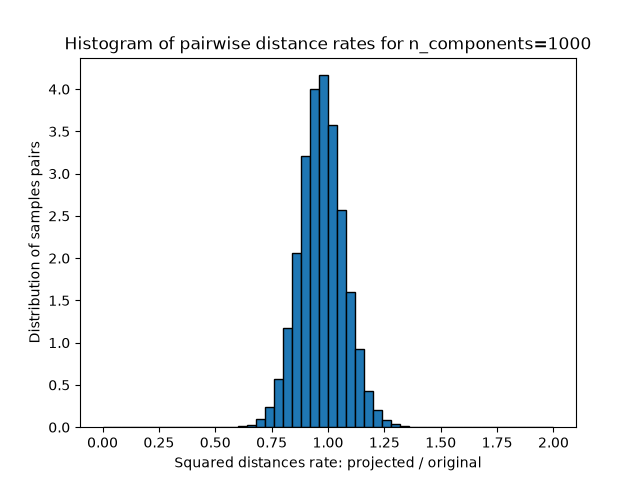 Histogram of pairwise distance rates for n_components=1000
4.0
3.5
3.0
2.5
2.0
1.5
1.0
0.5
0.0
Distribution of samples pairs
0.00 0.25 0.50 0.75 1.00 1.25 1.50 1.75 2.00
Squared distances rate: projected / original